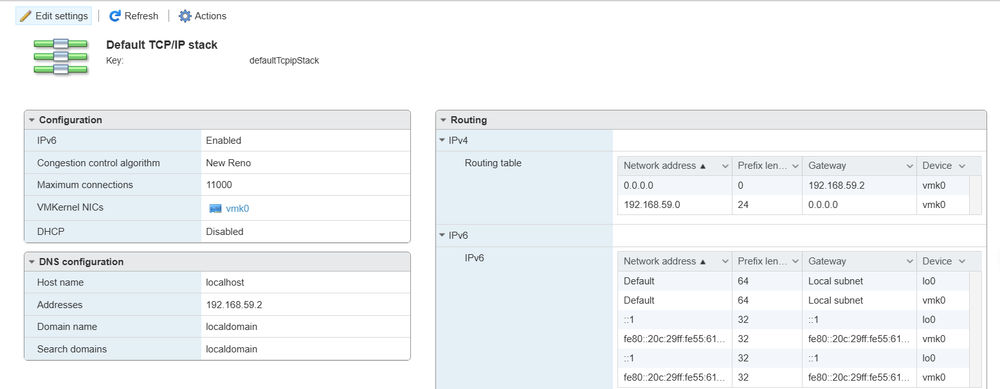 Edit settings Refresh Actions
Default TCP/IP stack
Key: defaultTcpipStack
Configuration
IPv6 Enabled
Congestion control algorithm New Reno
Maximum connections 11000
VMKernel NICs vmk0
DHCP Disabled
DNS configuration
Host name localhost
Addresses 192.168.59.2
Domain name localdomain
Search domains localdomain
Routing
IPv4
Routing table
Network address ▲ Prefix len... Gateway Device
0.0.0.0 0 192.168.59.2 vmk0
192.168.59.0 24 0.0.0.0 vmk0
IPv6
IPv6
Network address ▲ Prefix len... Gateway Device
Default 64 Local subnet lo0
Default 64 Local subnet vmk0
::1 32 ::1 lo0
fe80::20c:29ff:fe55:61... 32 fe80::20c:29ff:fe55:61... vmk0
::1 32 ::1 lo0
fe80::20c:29ff:fe55:61... 32 fe80::20c:29ff:fe55:61... vmk0